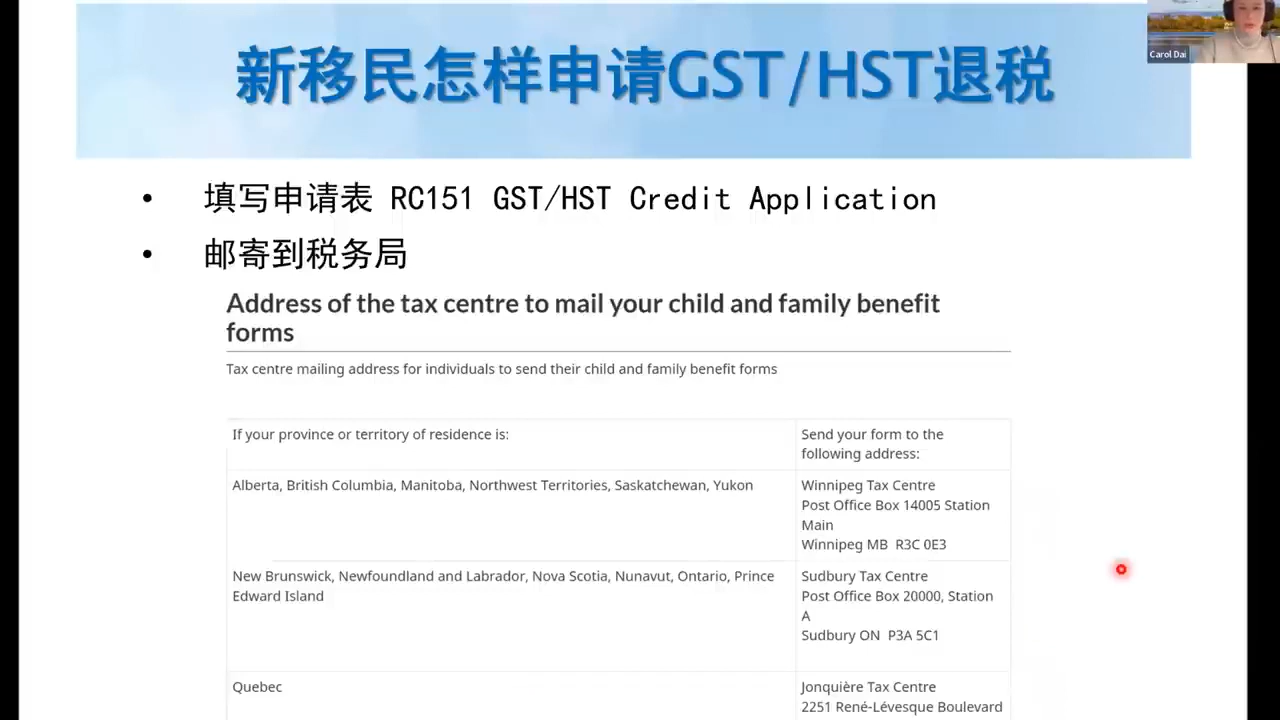 新移民怎样申请GST/HST退税
Carol Dai
• 填写申请表 RC151 GST/HST Credit Application
• 邮寄到税务局
Address of the tax centre to mail your child and family benefit
forms
Tax centre mailing address for individuals to send their child and family benefit forms
If your province or territory of residence is:
Send your form to the
following address:
Alberta, British Columbia, Manitoba, Northwest Territories, Saskatchewan, Yukon
Winnipeg Tax Centre
Post Office Box 14005 Station
Main
Winnipeg MB R3C 0E3
New Brunswick, Newfoundland and Labrador, Nova Scotia, Nunavut, Ontario, Prince
Edward Island
Sudbury Tax Centre
Post Office Box 20000, Station
A
Sudbury ON P3A 5C1
Quebec
Jonquière Tax Centre
2251 René-Lévesque Boulevard